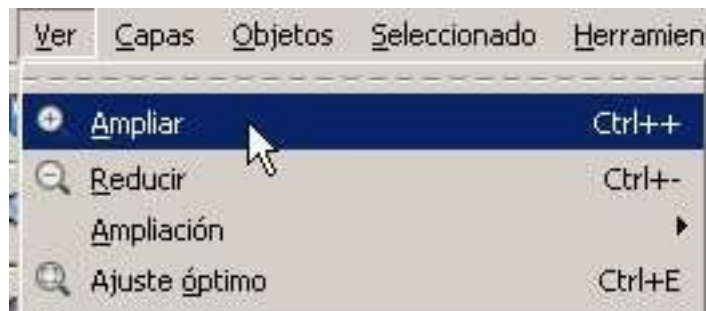 Ver Capas Objetos Seleccionado Herramien
Ampliar Ctrl++
Reducir Ctrl+-
Ampliación
Ajuste óptimo Ctrl+E